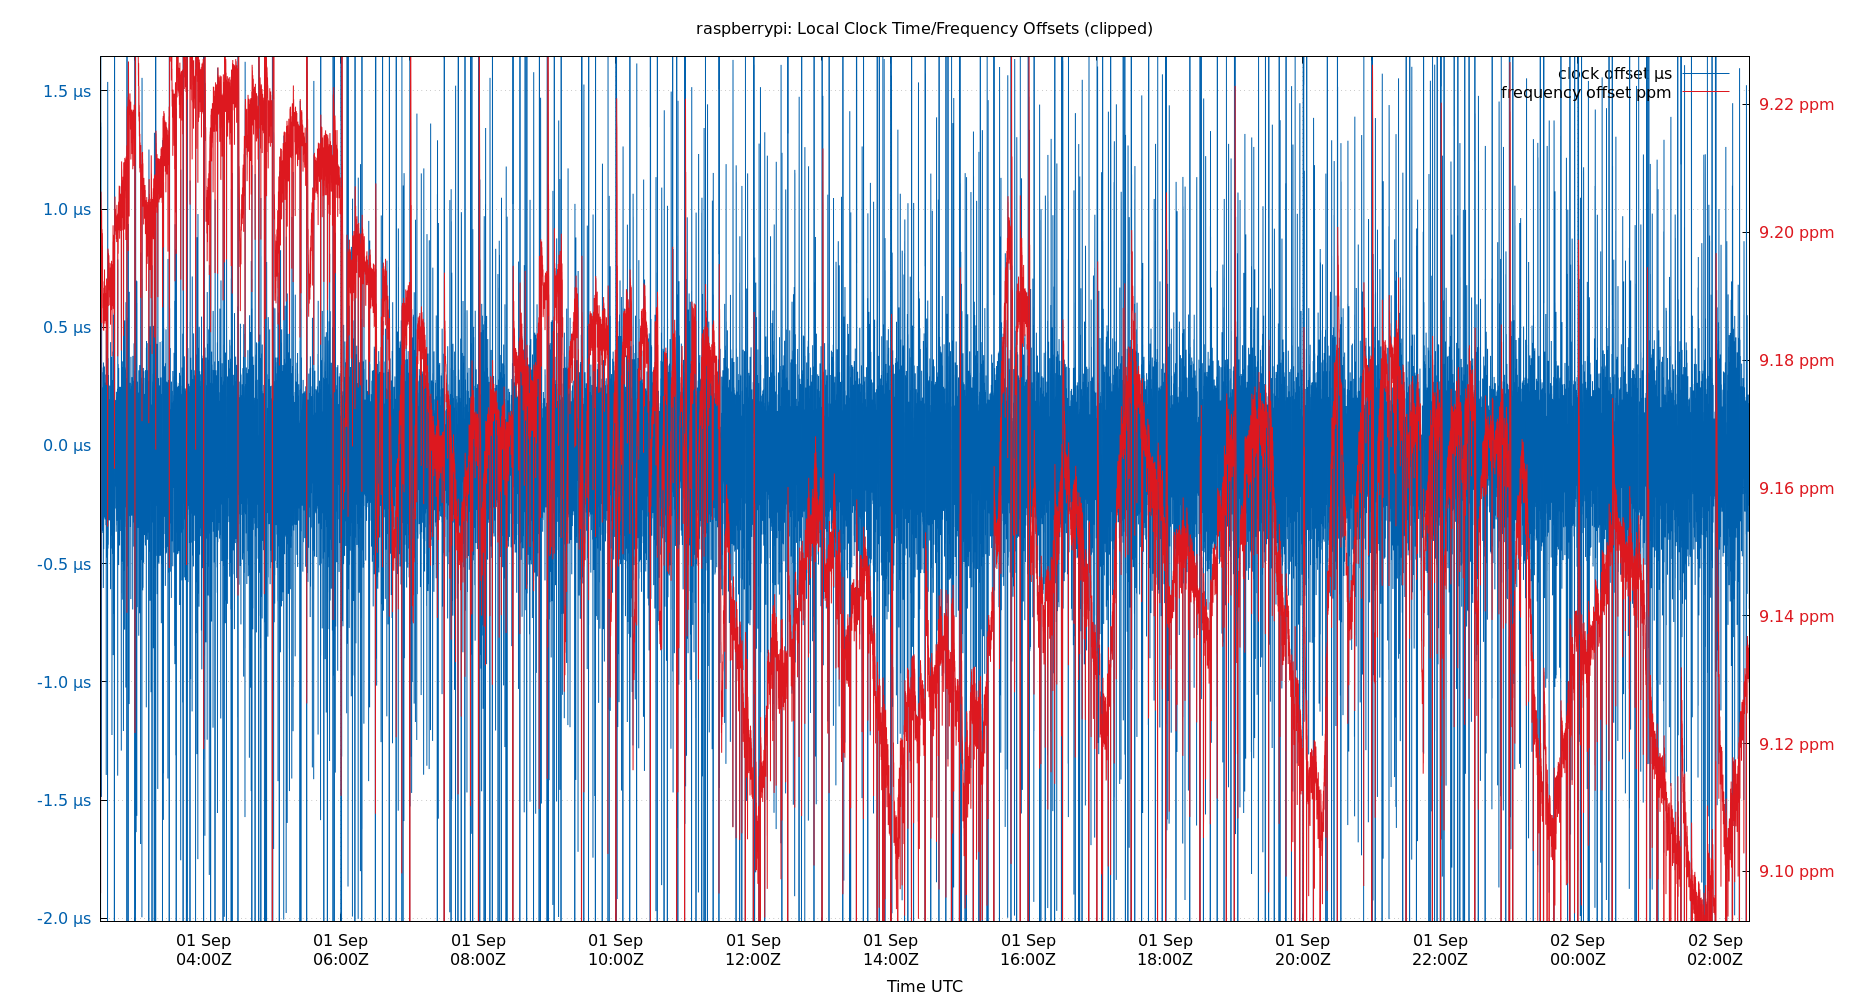 raspberrypi: Local Clock Time/Frequency Offsets (clipped)
clock offset µs
frequency offset ppm
1.5 µs
1.0 µs
0.5 µs
0.0 µs
-0.5 µs
-1.0 µs
-1.5 µs
-2.0 µs
9.22 ppm
9.20 ppm
9.18 ppm
9.16 ppm
9.14 ppm
9.12 ppm
9.10 ppm
01 Sep 01 Sep 01 Sep 01 Sep 01 Sep 01 Sep 01 Sep 01 Sep 01 Sep 01 Sep 02 Sep 02 Sep
04:00Z 06:00Z 08:00Z 10:00Z 12:00Z 14:00Z 16:00Z 18:00Z 20:00Z 22:00Z 00:00Z 02:00Z
Time UTC